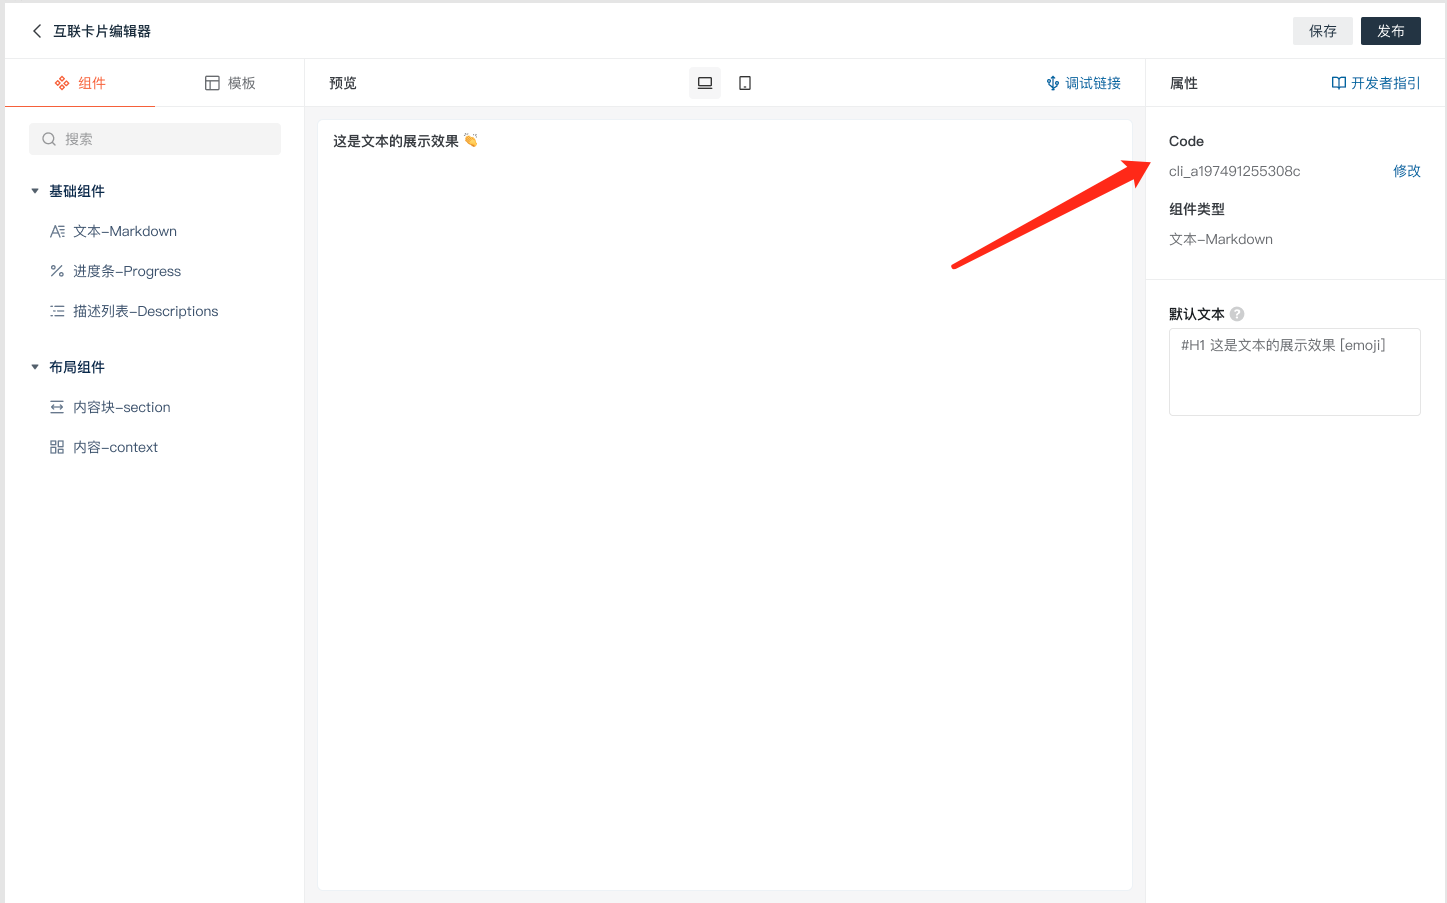 互联卡片编辑器
保存
发布
组件
模板
预览
调试链接
属性
开发者指引
搜索
基础组件
文本-Markdown
进度条-Progress
描述列表-Descriptions
布局组件
内容块-section
内容-context
这是文本的展示效果 👏
Code
cli_a197491255308c
修改
组件类型
文本-Markdown
默认文本 ?
#H1 这是文本的展示效果 [emoji]